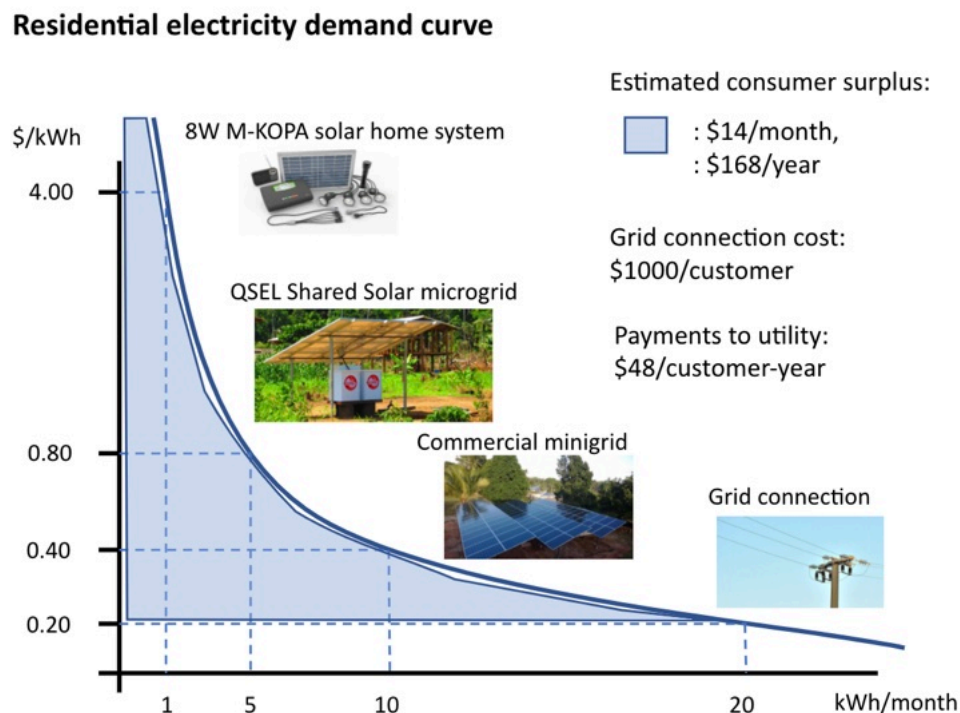 Residential electricity demand curve
Estimated consumer surplus:
: $14/month,
: $168/year
$/kWh
8W M-KOPA solar home system
4.00
Grid connection cost:
$1000/customer
QSEL Shared Solar microgrid
Payments to utility:
$48/customer-year
0.80
Commercial minigrid
Grid connection
0.40
0.20
1
5
10
20
kWh/month